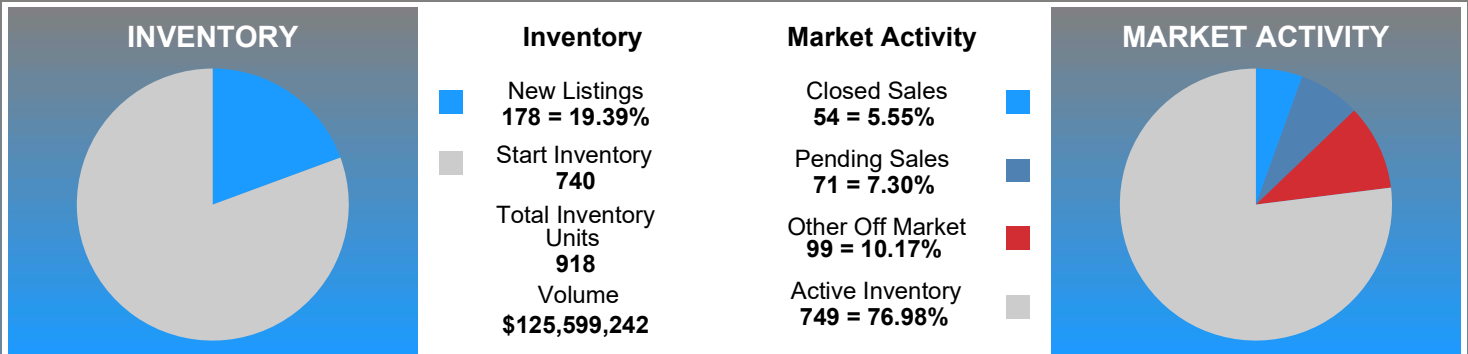 INVENTORY
Inventory
New Listings
178 = 19.39%
Start Inventory
740
Total Inventory
Units
918
Volume
$125,599,242
Market Activity
Closed Sales
54 = 5.55%
Pending Sales
71 = 7.30%
Other Off Market
99 = 10.17%
Active Inventory
749 = 76.98%
MARKET ACTIVITY